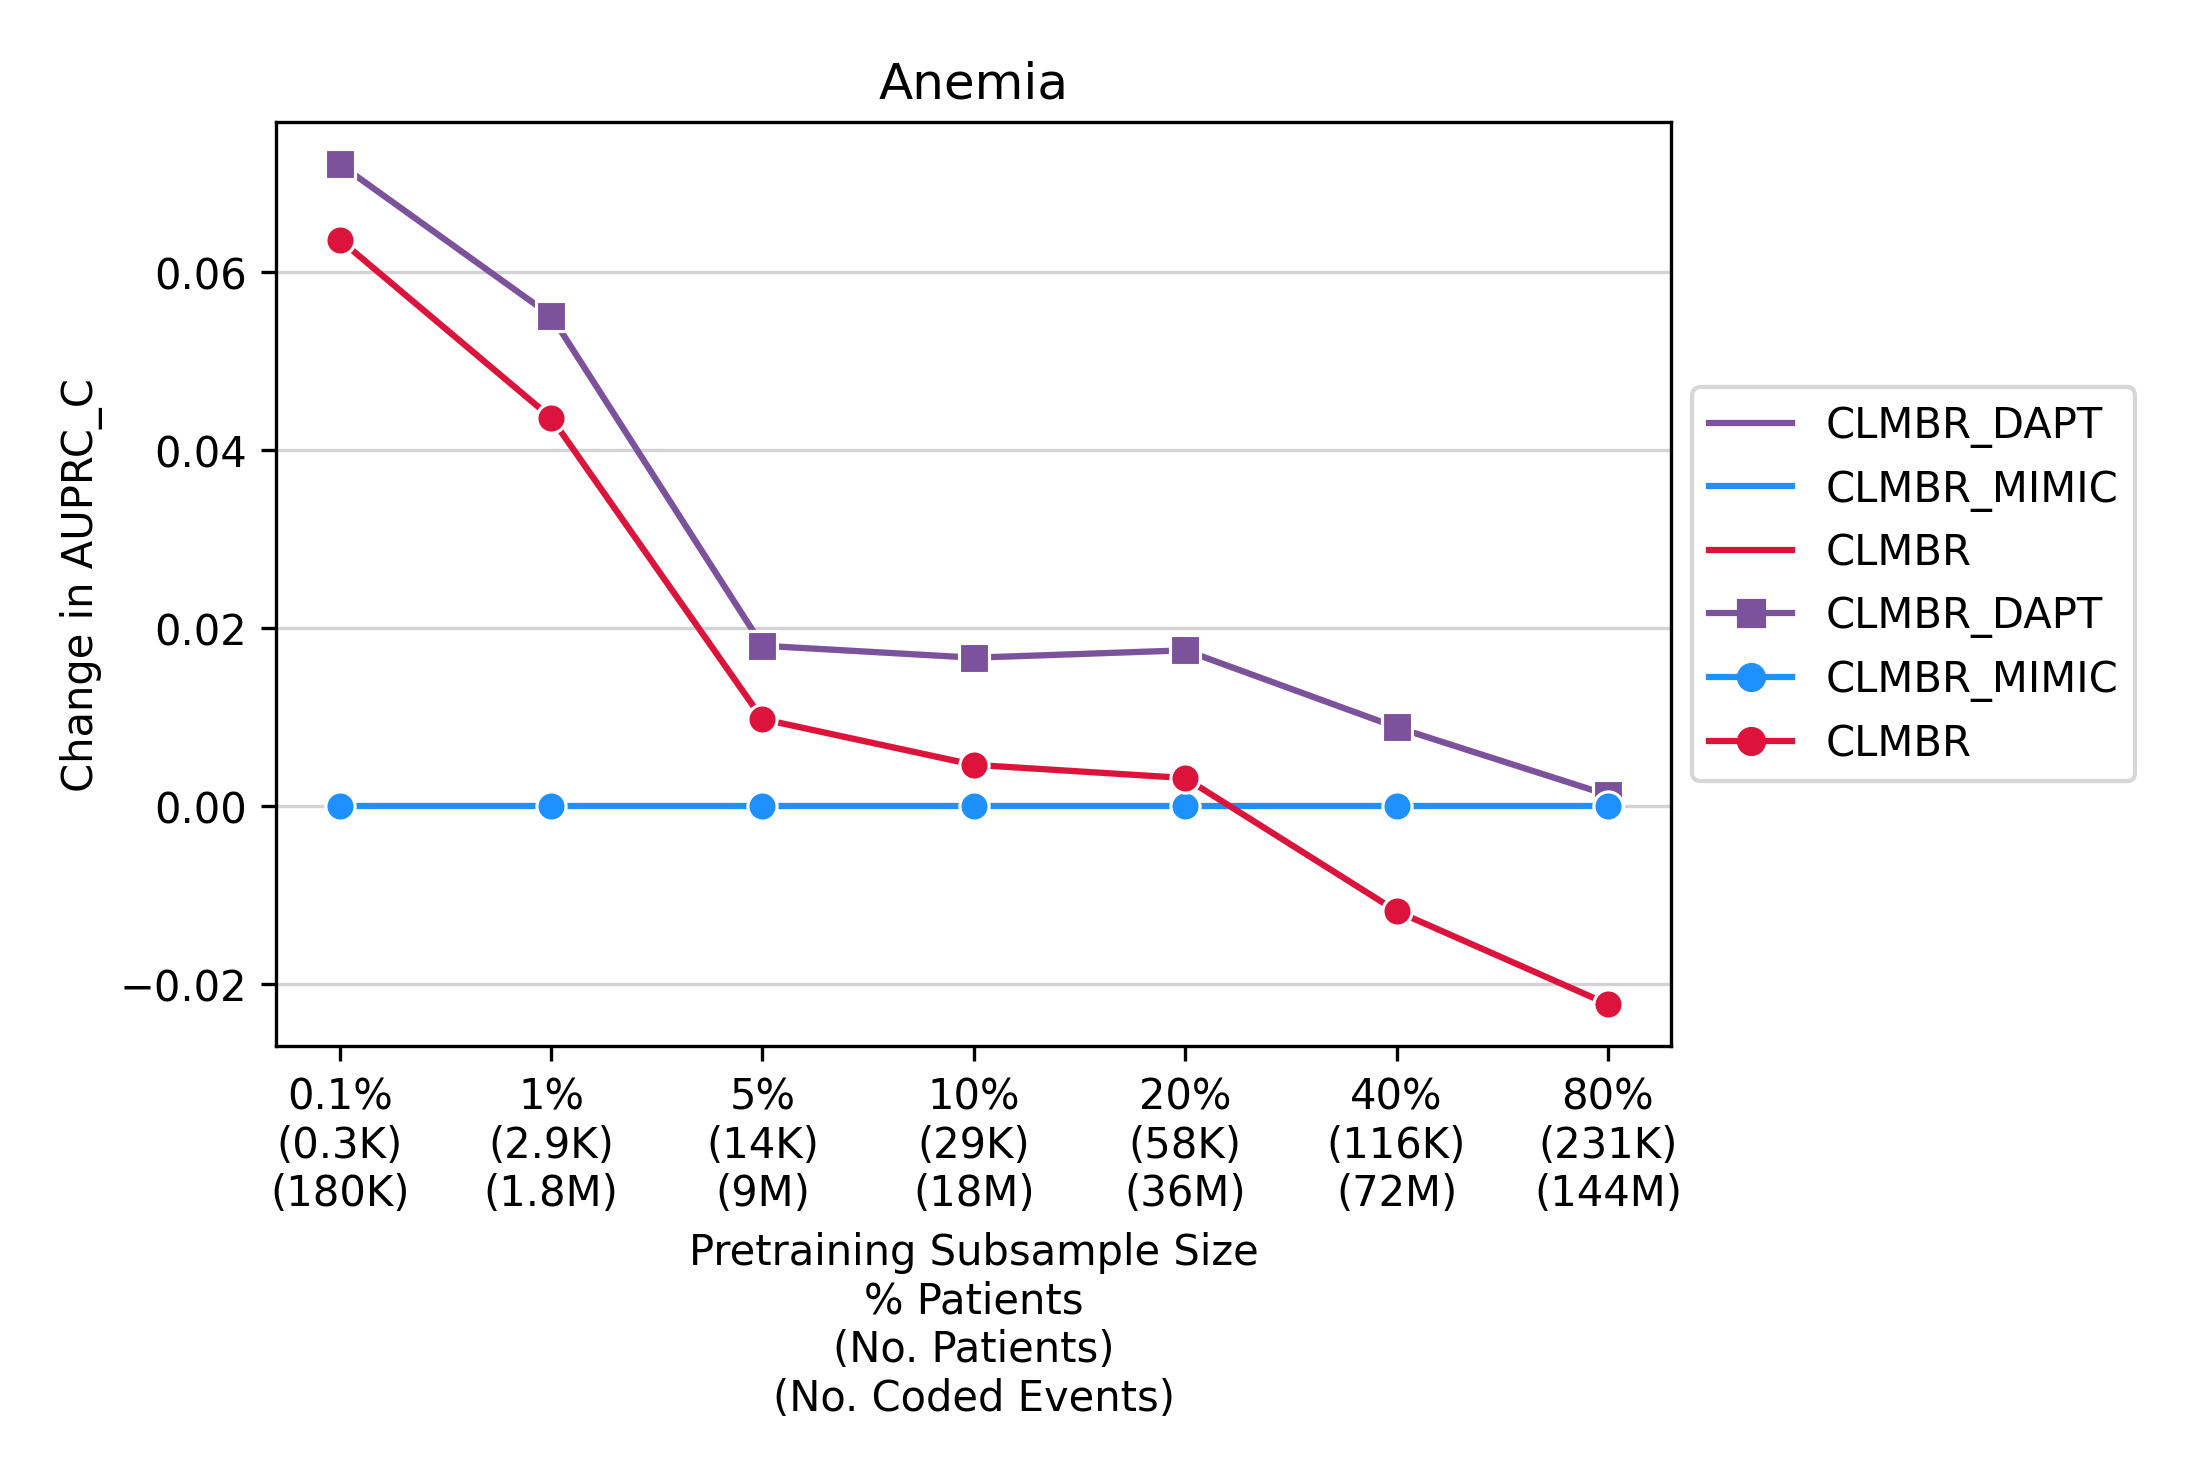 Anemia
Change in AUPRC_C
0.06
0.04
0.02
0.00
−0.02
0.1% 1% 5% 10% 20% 40% 80%
(0.3K) (2.9K) (14K) (29K) (58K) (116K) (231K)
(180K) (1.8M) (9M) (18M) (36M) (72M) (144M)
Pretraining Subsample Size
% Patients
(No. Patients)
(No. Coded Events)
CLMBR_DAPT
CLMBR_MIMIC
CLMBR
CLMBR_DAPT
CLMBR_MIMIC
CLMBR